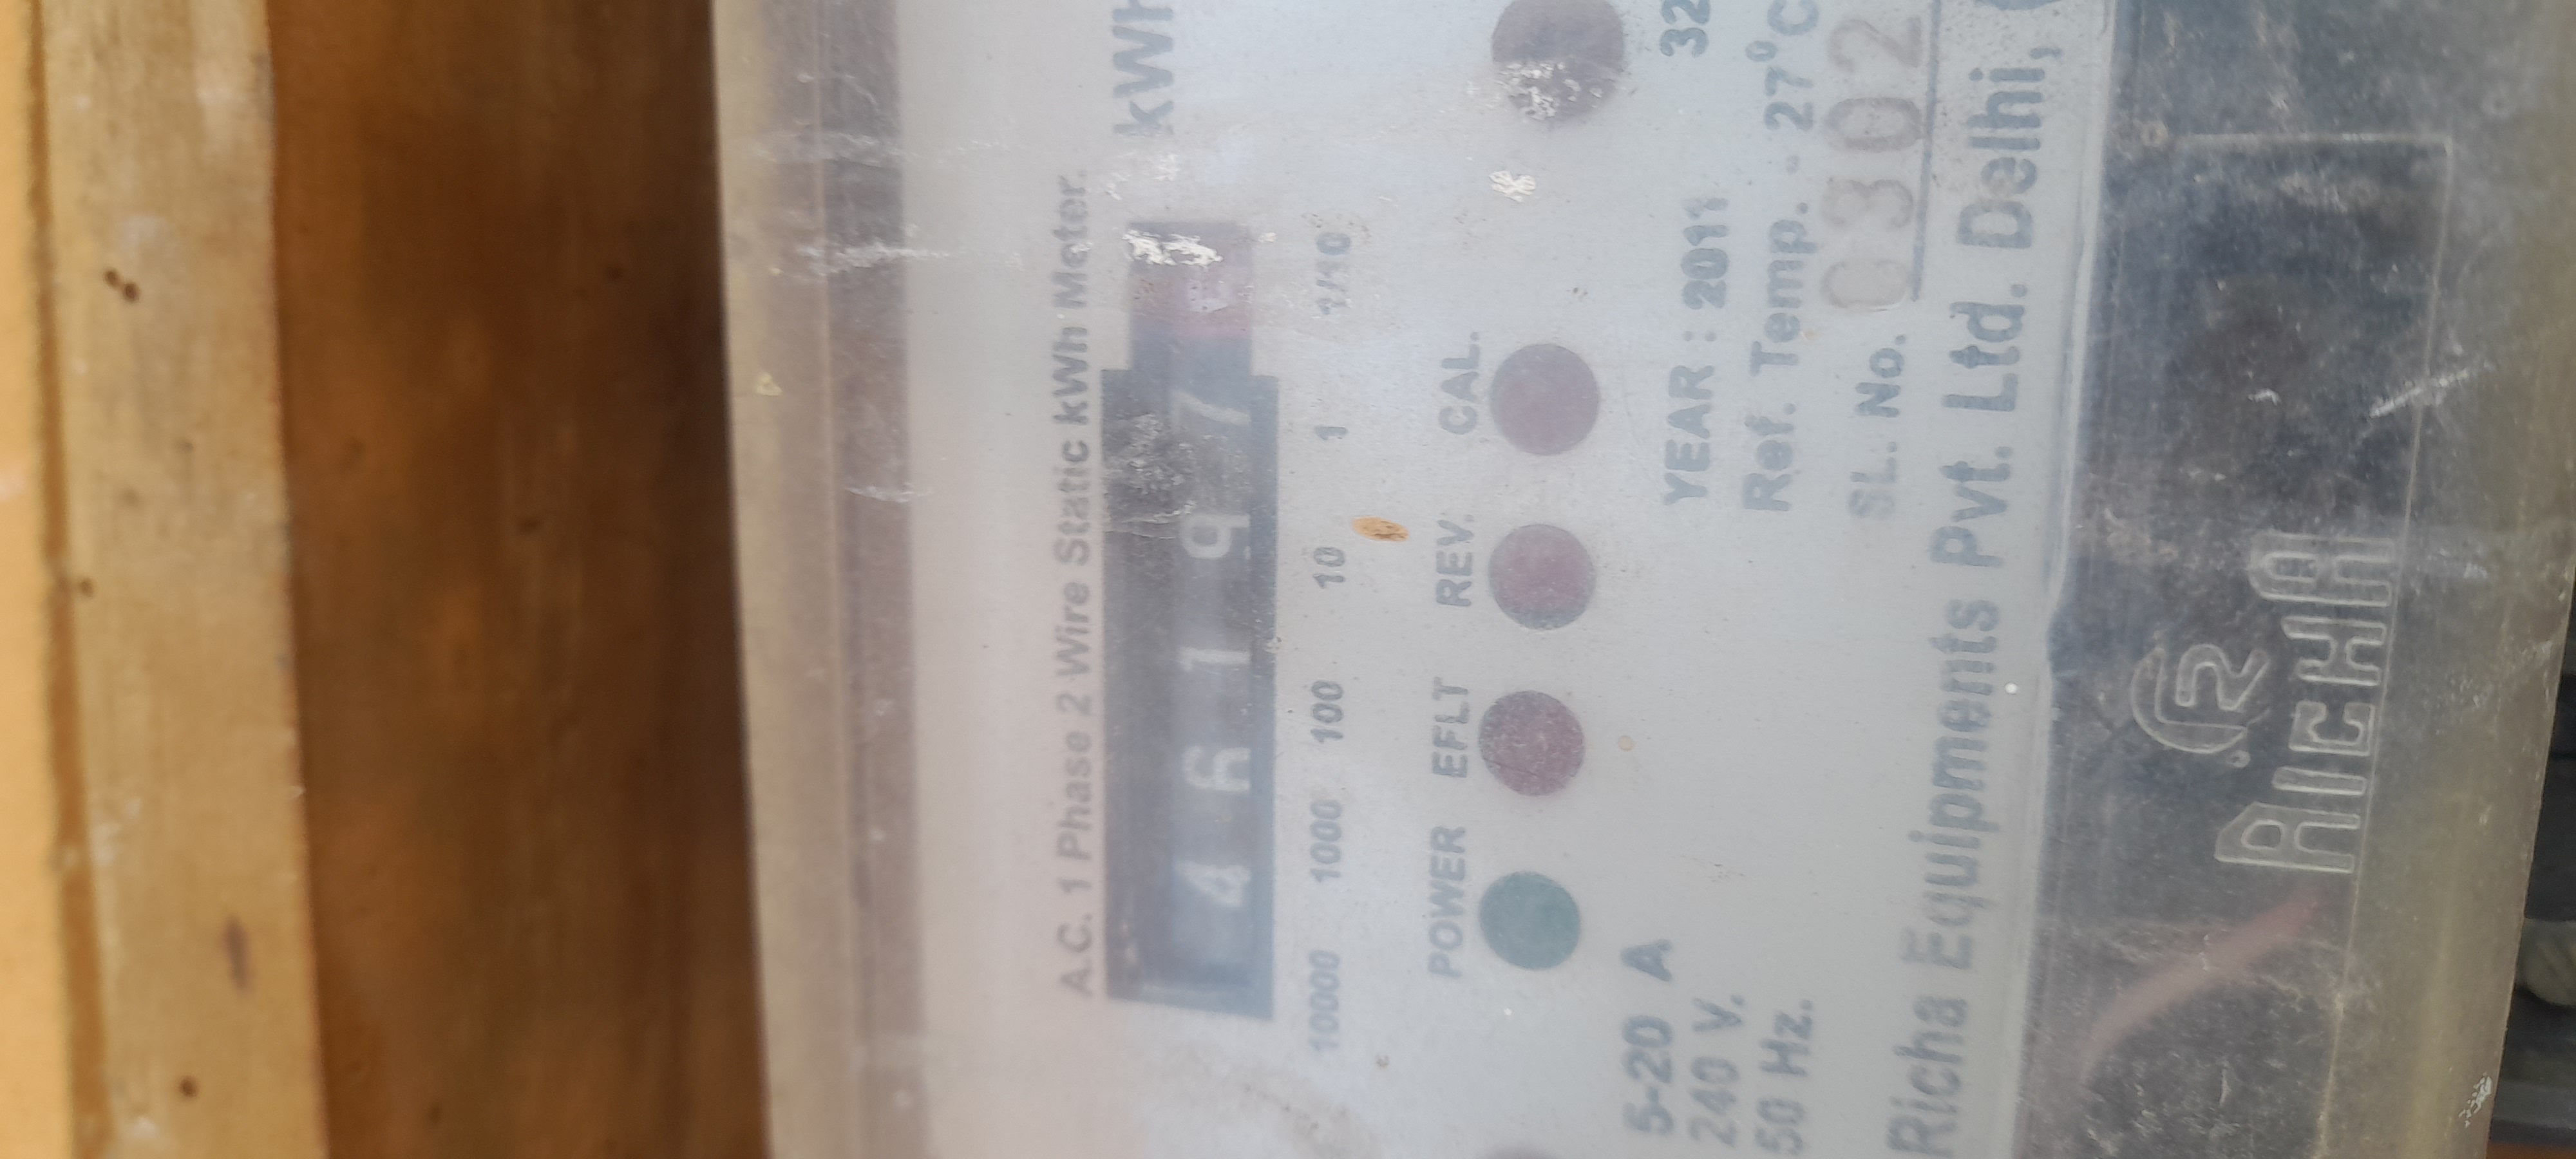 kWh
A.C. 1 Phase 2 Wire Static kWh Meter.
4 6 1 9 7
10000 1000 100 10 1 1/10
POWER EFLT REV. CAL.
5-20 A
240 V.
50 Hz.
32
YEAR : 2011
Ref. Temp. - 27°C
SL. No. 0302
Richa Equipments Pvt. Ltd. Delhi,
R
RICHA